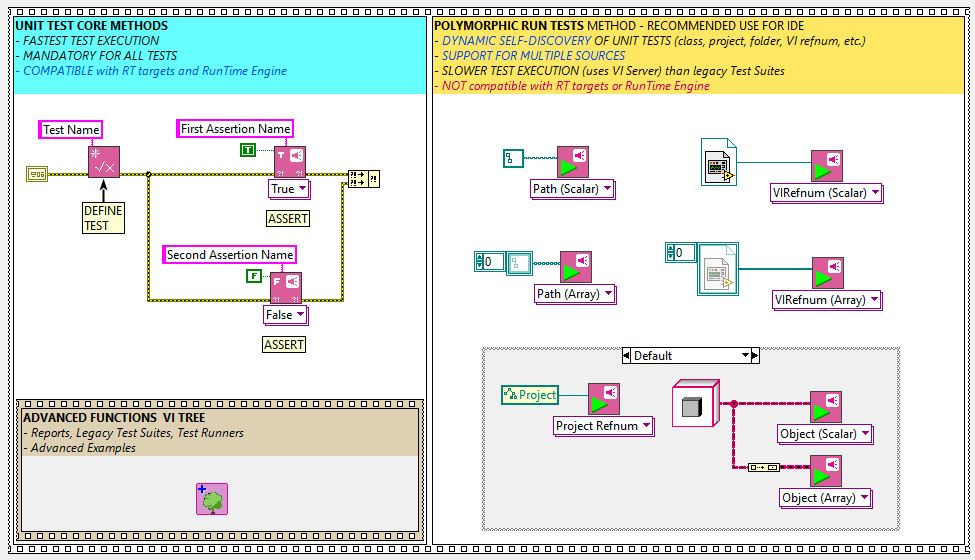 UNIT TEST CORE METHODS
- FASTEST TEST EXECUTION
- MANDATORY FOR ALL TESTS
- COMPATIBLE with RT targets and RunTime Engine
Test Name
First Assertion Name
T
T
True
ASSERT
DEFINE
TEST
Second Assertion Name
F
F
False
ASSERT
ADVANCED FUNCTIONS VI TREE
- Reports, Legacy Test Suites, Test Runners
- Advanced Examples
POLYMORPHIC RUN TESTS METHOD - RECOMMENDED USE FOR IDE
- DYNAMIC SELF-DISCOVERY OF UNIT TESTS (class, project, folder, VI refnum, etc.)
- SUPPORT FOR MULTIPLE SOURCES
- SLOWER TEST EXECUTION (uses VI Server) than legacy Test Suites
- NOT compatible with RT targets or RunTime Engine
Path (Scalar)
VIRefnum (Scalar)
0
Path (Array)
0
VIRefnum (Array)
Default
Project
Project Refnum
Object (Scalar)
Object (Array)